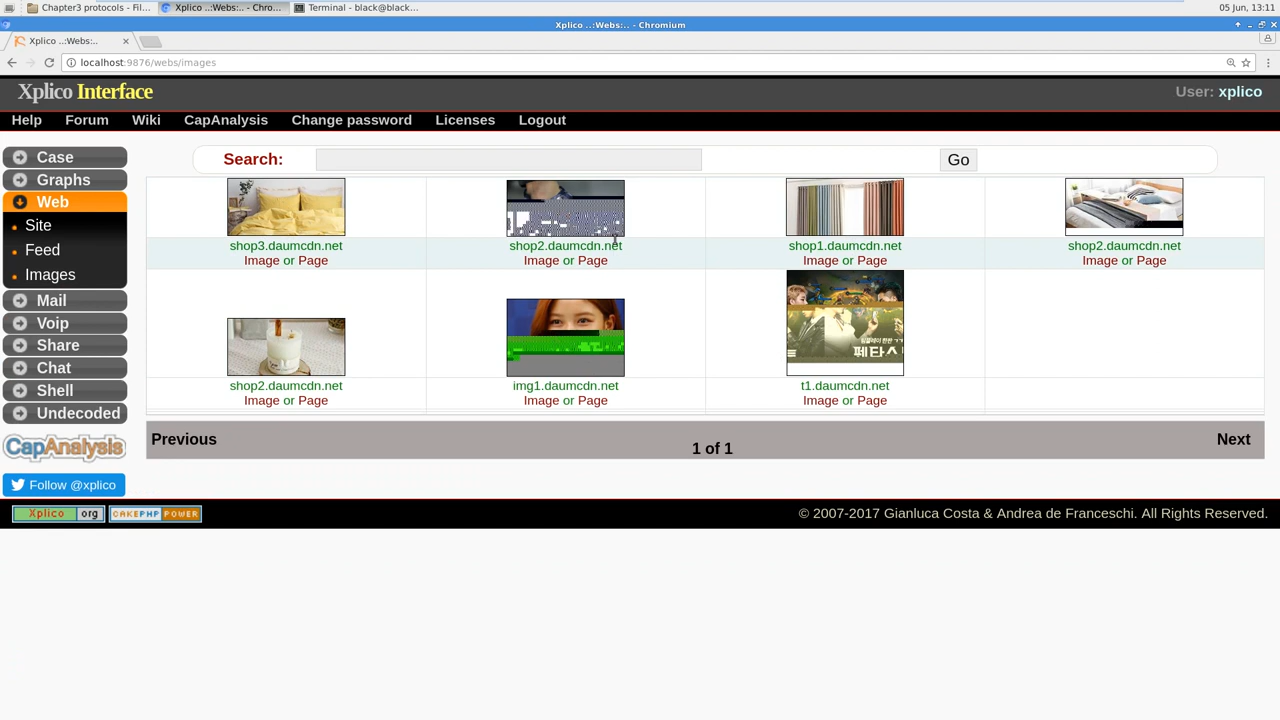 Chapter3 protocols - Fil...
Xplico ..:Webs:.. - Chro...
Terminal - black@black...
05 Jun, 13:11
Xplico ..:Webs:.. - Chromium
Xplico ..:Webs:..
localhost:9876/webs/images
Xplico Interface
User: xplico
Help Forum Wiki CapAnalysis Change password Licenses Logout
Case
Graphs
Web
Site
Feed
Images
Mail
Voip
Share
Chat
Shell
Undecoded
CapAnalysis
Follow @xplico
Search:
Go
shop3.daumcdn.net
Image or Page
shop2.daumcdn.net
Image or Page
shop1.daumcdn.net
Image or Page
shop2.daumcdn.net
Image or Page
shop2.daumcdn.net
Image or Page
img1.daumcdn.net
Image or Page
페타스
t1.daumcdn.net
Image or Page
Previous
1 of 1
Next
Xplico org
CAKEPHP POWER
© 2007-2017 Gianluca Costa & Andrea de Franceschi. All Rights Reserved.